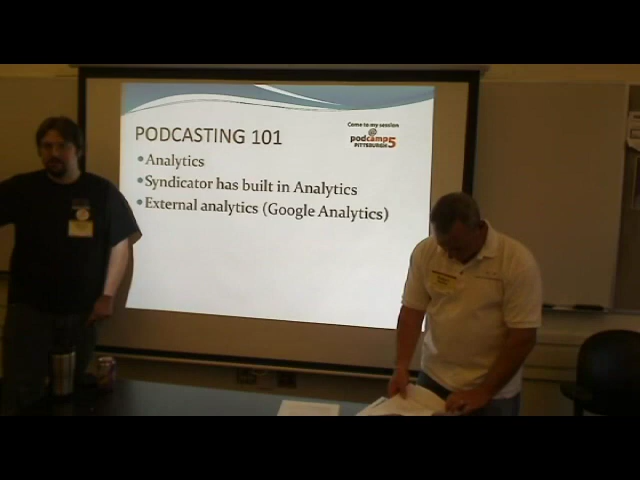 PODCASTING 101
Come to my session
@
podcamp5
PITTSBURGH
Analytics
Syndicator has built in Analytics
External analytics (Google Analytics)